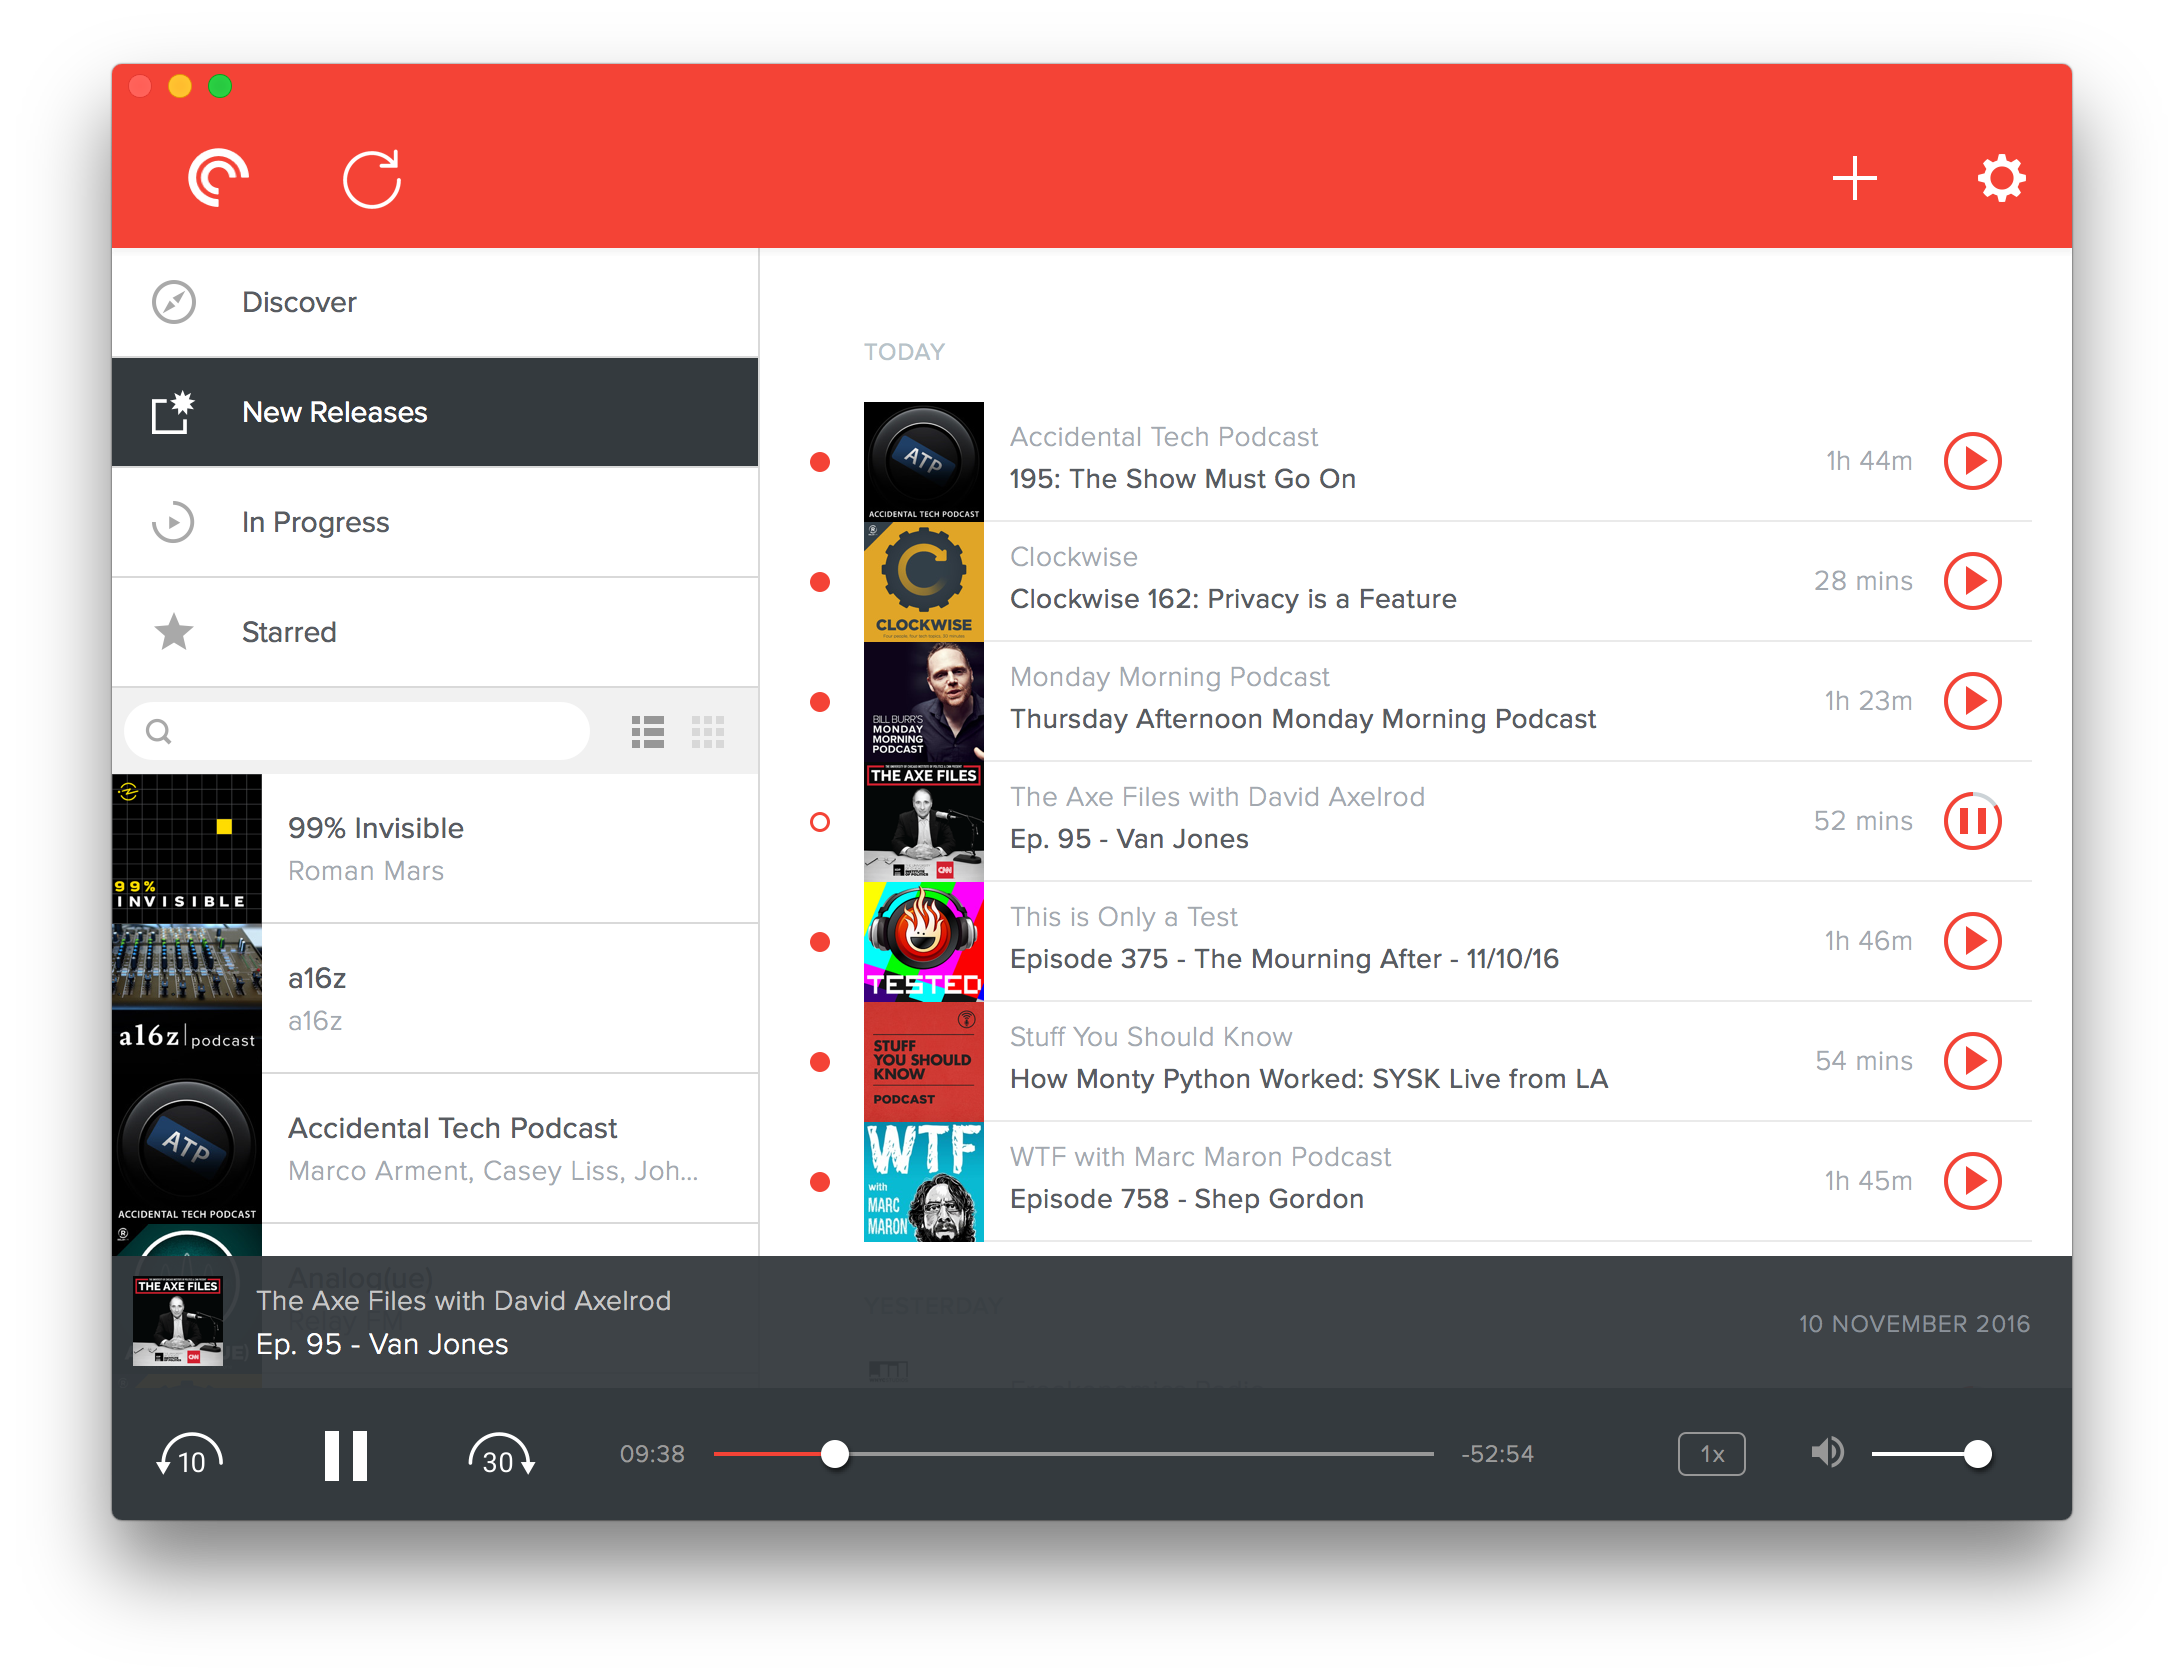 Discover
New Releases
In Progress
Starred
99%
INVISIBLE
99% Invisible
Roman Mars
a16z podcast
a16z
a16z
ATP
ACCIDENTAL TECH PODCAST
Accidental Tech Podcast
Marco Arment, Casey Liss, Joh...
Analog(ue)
Relay FM
TODAY
ATP
ACCIDENTAL TECH PODCAST
Accidental Tech Podcast
195: The Show Must Go On
1h 44m
CLOCKWISE
Clockwise
Clockwise 162: Privacy is a Feature
28 mins
BILL BURR'S
MONDAY
MORNING
PODCAST
Monday Morning Podcast
Thursday Afternoon Monday Morning Podcast
1h 23m
THE AXE FILES
CNN
The Axe Files with David Axelrod
Ep. 95 - Van Jones
52 mins
TESTED
This is Only a Test
Episode 375 - The Mourning After - 11/10/16
1h 46m
STUFF
YOU SHOULD
KNOW
PODCAST
Stuff You Should Know
How Monty Python Worked: SYSK Live from LA
54 mins
WTF
with
MARC
MARON
WTF with Marc Maron Podcast
Episode 758 - Shep Gordon
1h 45m
YESTERDAY
10 NOVEMBER 2016
THE AXE FILES
CNN
The Axe Files with David Axelrod
Ep. 95 - Van Jones
10
30
09:38
-52:54
1x